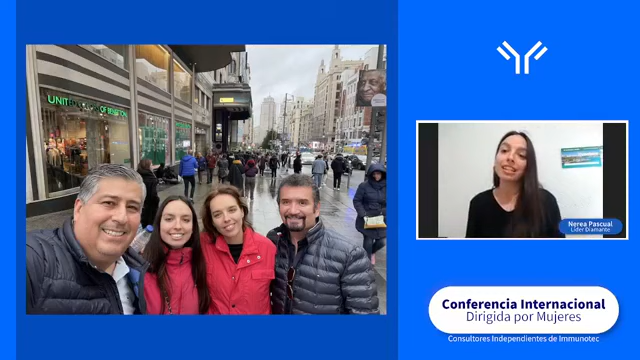 UNITED COLORS OF BENETTON
Nerea Pascual
Líder Diamante
Conferencia Internacional
Dirigida por Mujeres
Consultores Independientes de Immunotec